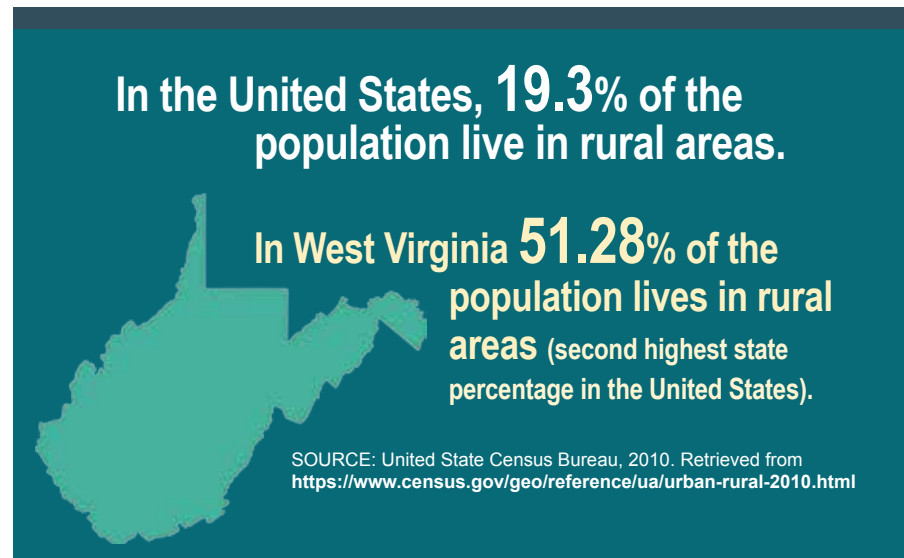 In the United States, 19.3% of the
population live in rural areas.
In West Virginia 51.28% of the
population lives in rural
areas (second highest state
percentage in the United States).
SOURCE: United State Census Bureau, 2010. Retrieved from
https://www.census.gov/geo/reference/ua/urban-rural-2010.html